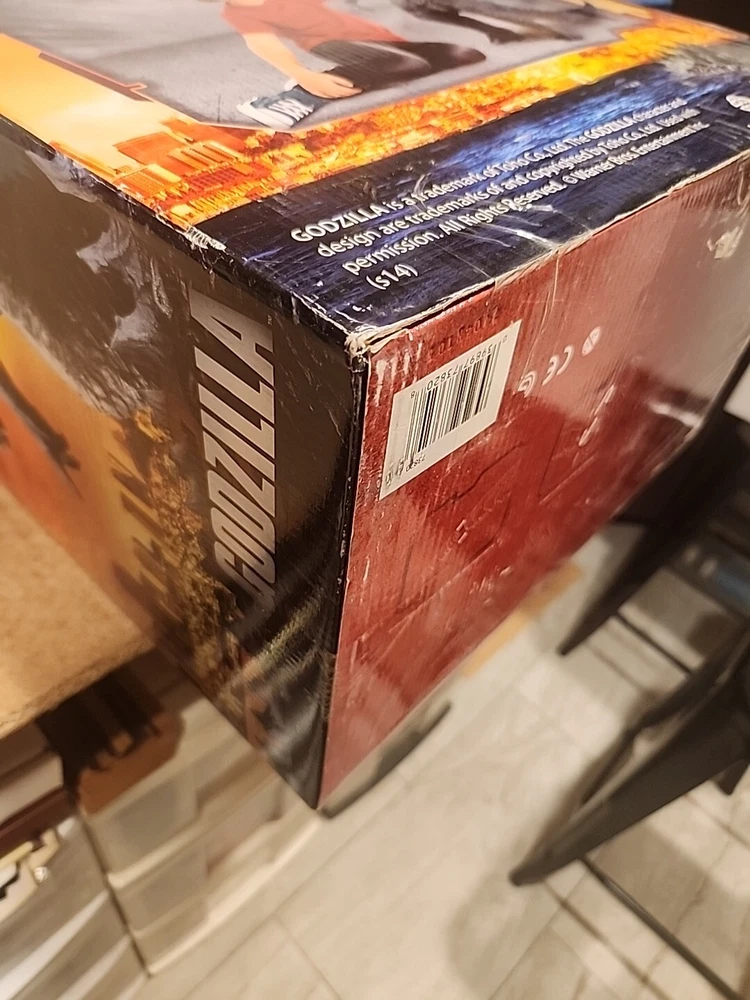 GODZILLA is a trademark of Toho Co., Ltd. The GODZILLA character and
design are trademarks of and copyrighted by Toho Co., Ltd. Used with
permission. All Rights Reserved. © Warner Bros. Entertainment Inc.
(s14)
GODZILLA